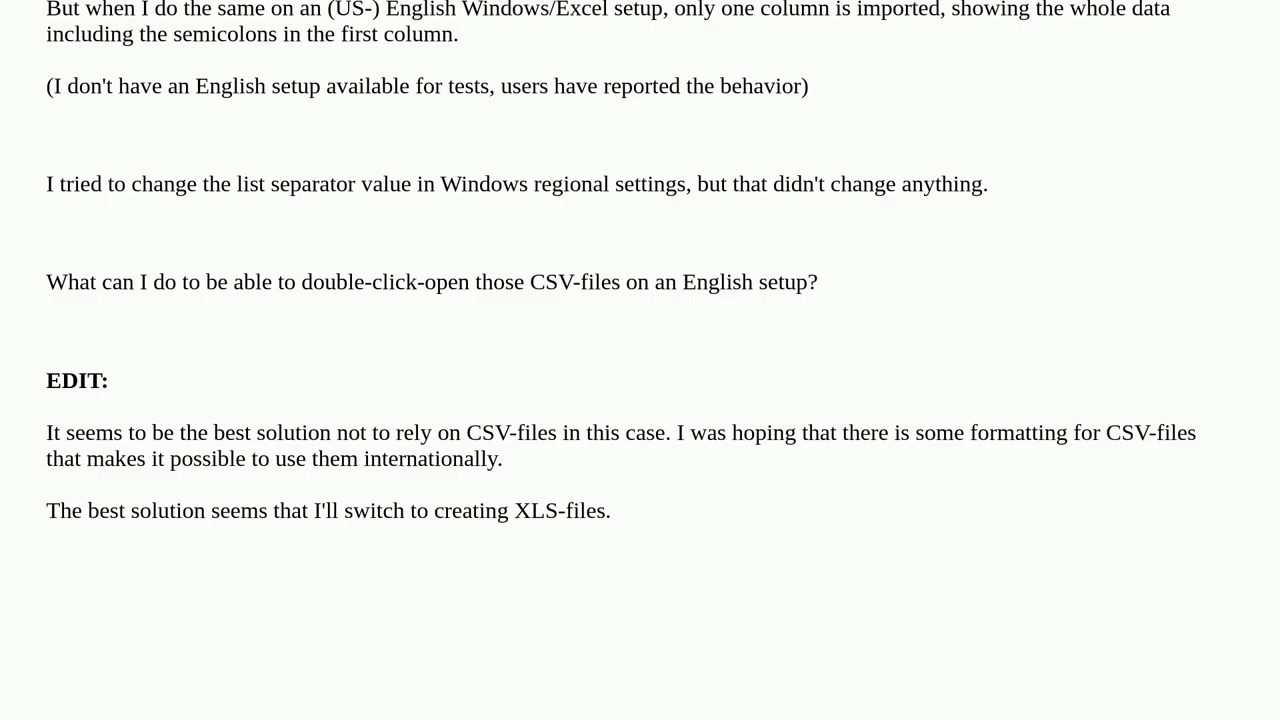 But when I do the same on an (US-) English Windows/Excel setup, only one column is imported, showing the whole data
including the semicolons in the first column.
(I don't have an English setup available for tests, users have reported the behavior)
I tried to change the list separator value in Windows regional settings, but that didn't change anything.
What can I do to be able to double-click-open those CSV-files on an English setup?
EDIT:
It seems to be the best solution not to rely on CSV-files in this case. I was hoping that there is some formatting for CSV-files
that makes it possible to use them internationally.
The best solution seems that I'll switch to creating XLS-files.